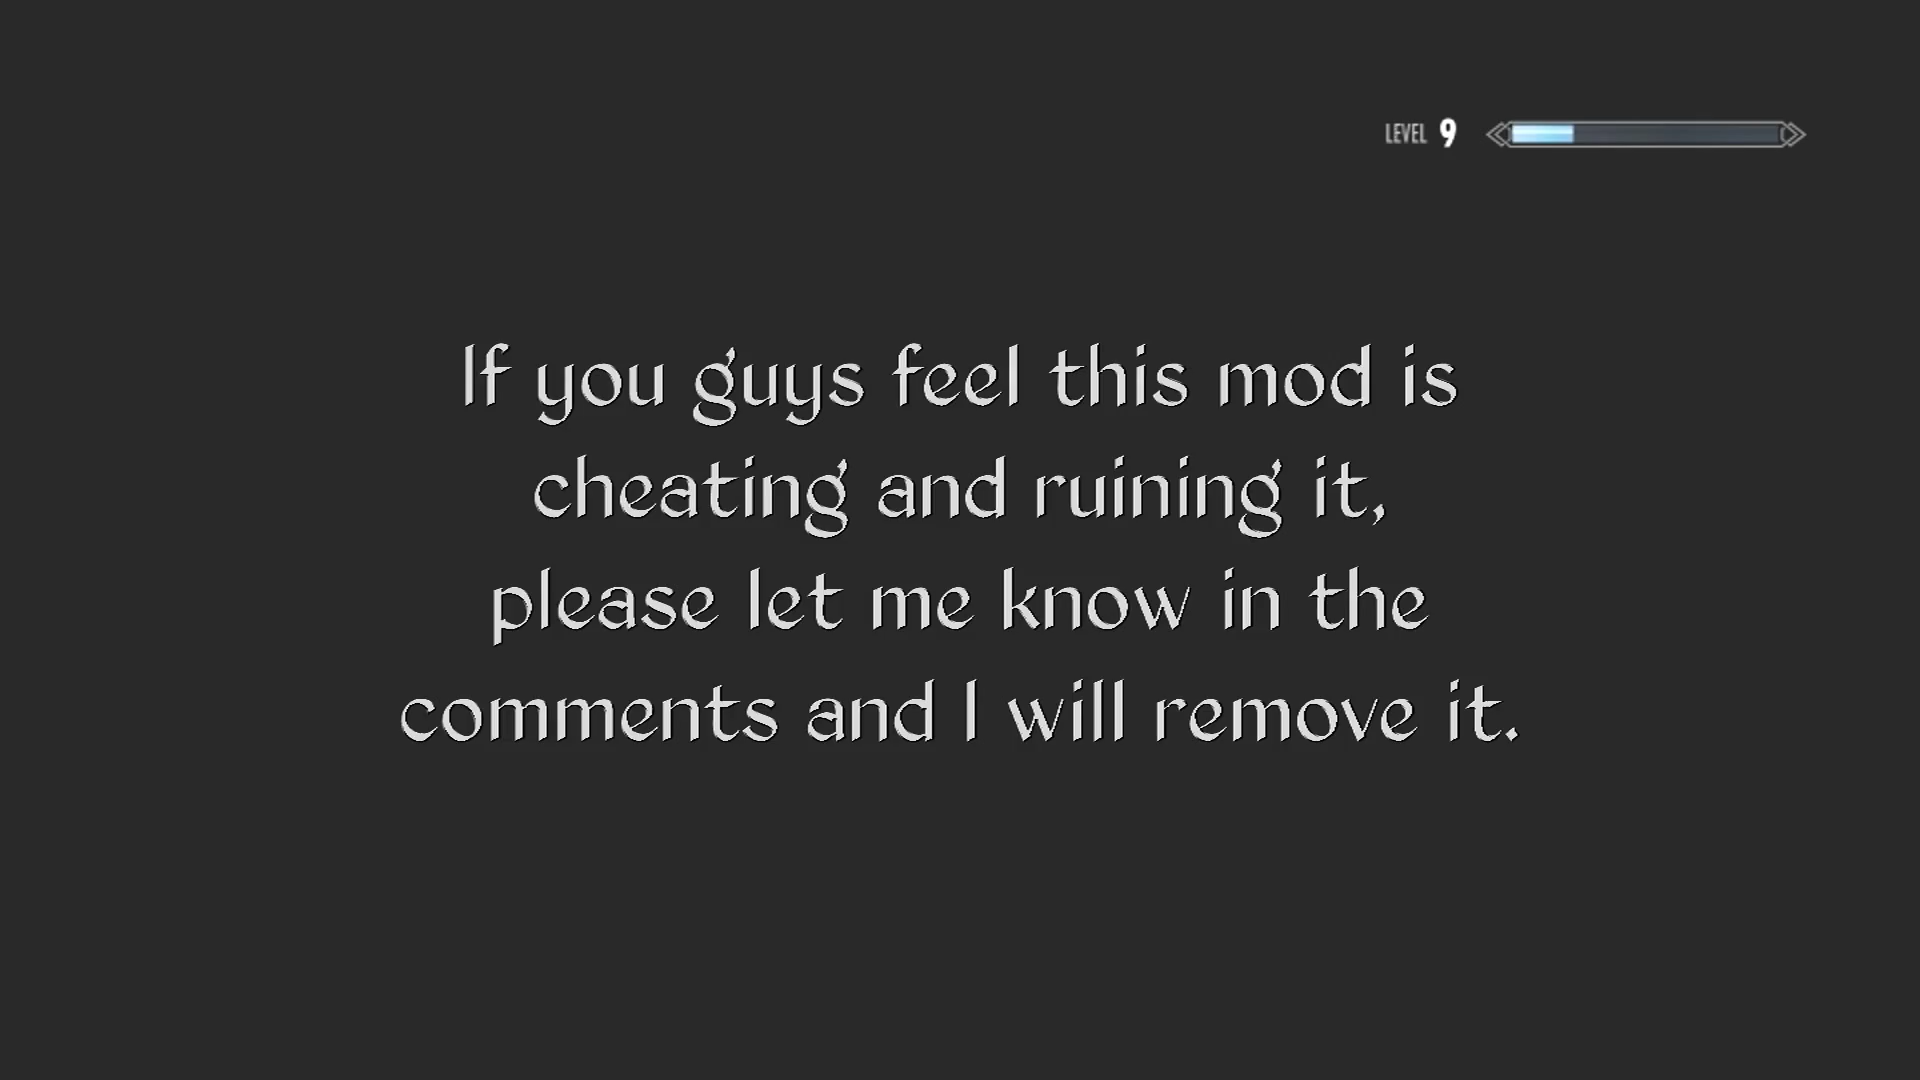 LEVEL 9
If you guys feel this mod is
cheating and ruining it,
please let me know in the
comments and I will remove it.